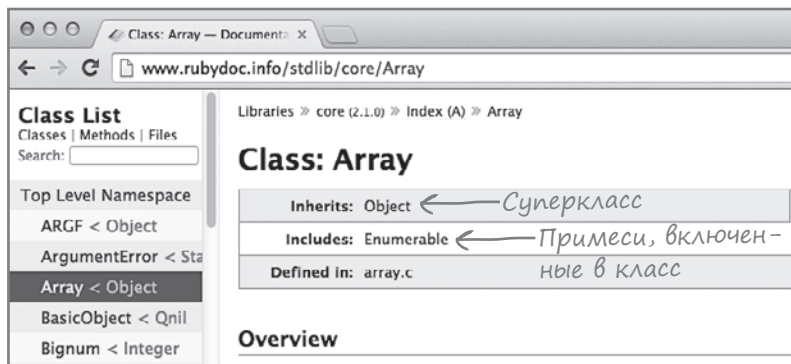 Class: Array — Documenta x
www.rubydoc.info/stdlib/core/Array
Class List
Classes | Methods | Files
Search:
Top Level Namespace
ARGF < Object
ArgumentError < Sta
Array < Object
BasicObject < Qnil
Bignum < Integer
Libraries » core (2.1.0) » Index (A) » Array
Class: Array
Inherits: Object
Суперкласс
Includes: Enumerable
Примеси, включен-
ные в класс
Defined in: array.c
Overview